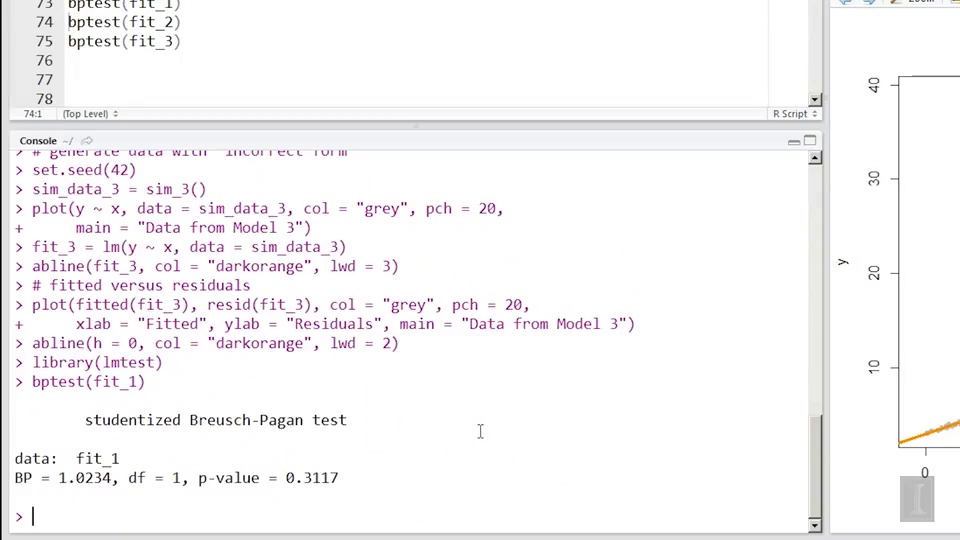 73 bptest(fit_1)
74 bptest(fit_2)
75 bptest(fit_3)
76
77
78
74:1 (Top Level) R Script
Console ~/
> # generate data with "incorrect form"
> set.seed(42)
> sim_data_3 = sim_3()
> plot(y ~ x, data = sim_data_3, col = "grey", pch = 20,
+      main = "Data from Model 3")
> fit_3 = lm(y ~ x, data = sim_data_3)
> abline(fit_3, col = "darkorange", lwd = 3)
> # fitted versus residuals
> plot(fitted(fit_3), resid(fit_3), col = "grey", pch = 20,
+      xlab = "Fitted", ylab = "Residuals", main = "Data from Model 3")
> abline(h = 0, col = "darkorange", lwd = 2)
> library(lmtest)
> bptest(fit_1)
studentized Breusch-Pagan test
data:  fit_1
BP = 1.0234, df = 1, p-value = 0.3117
>
40
30
y
20
10
0
I